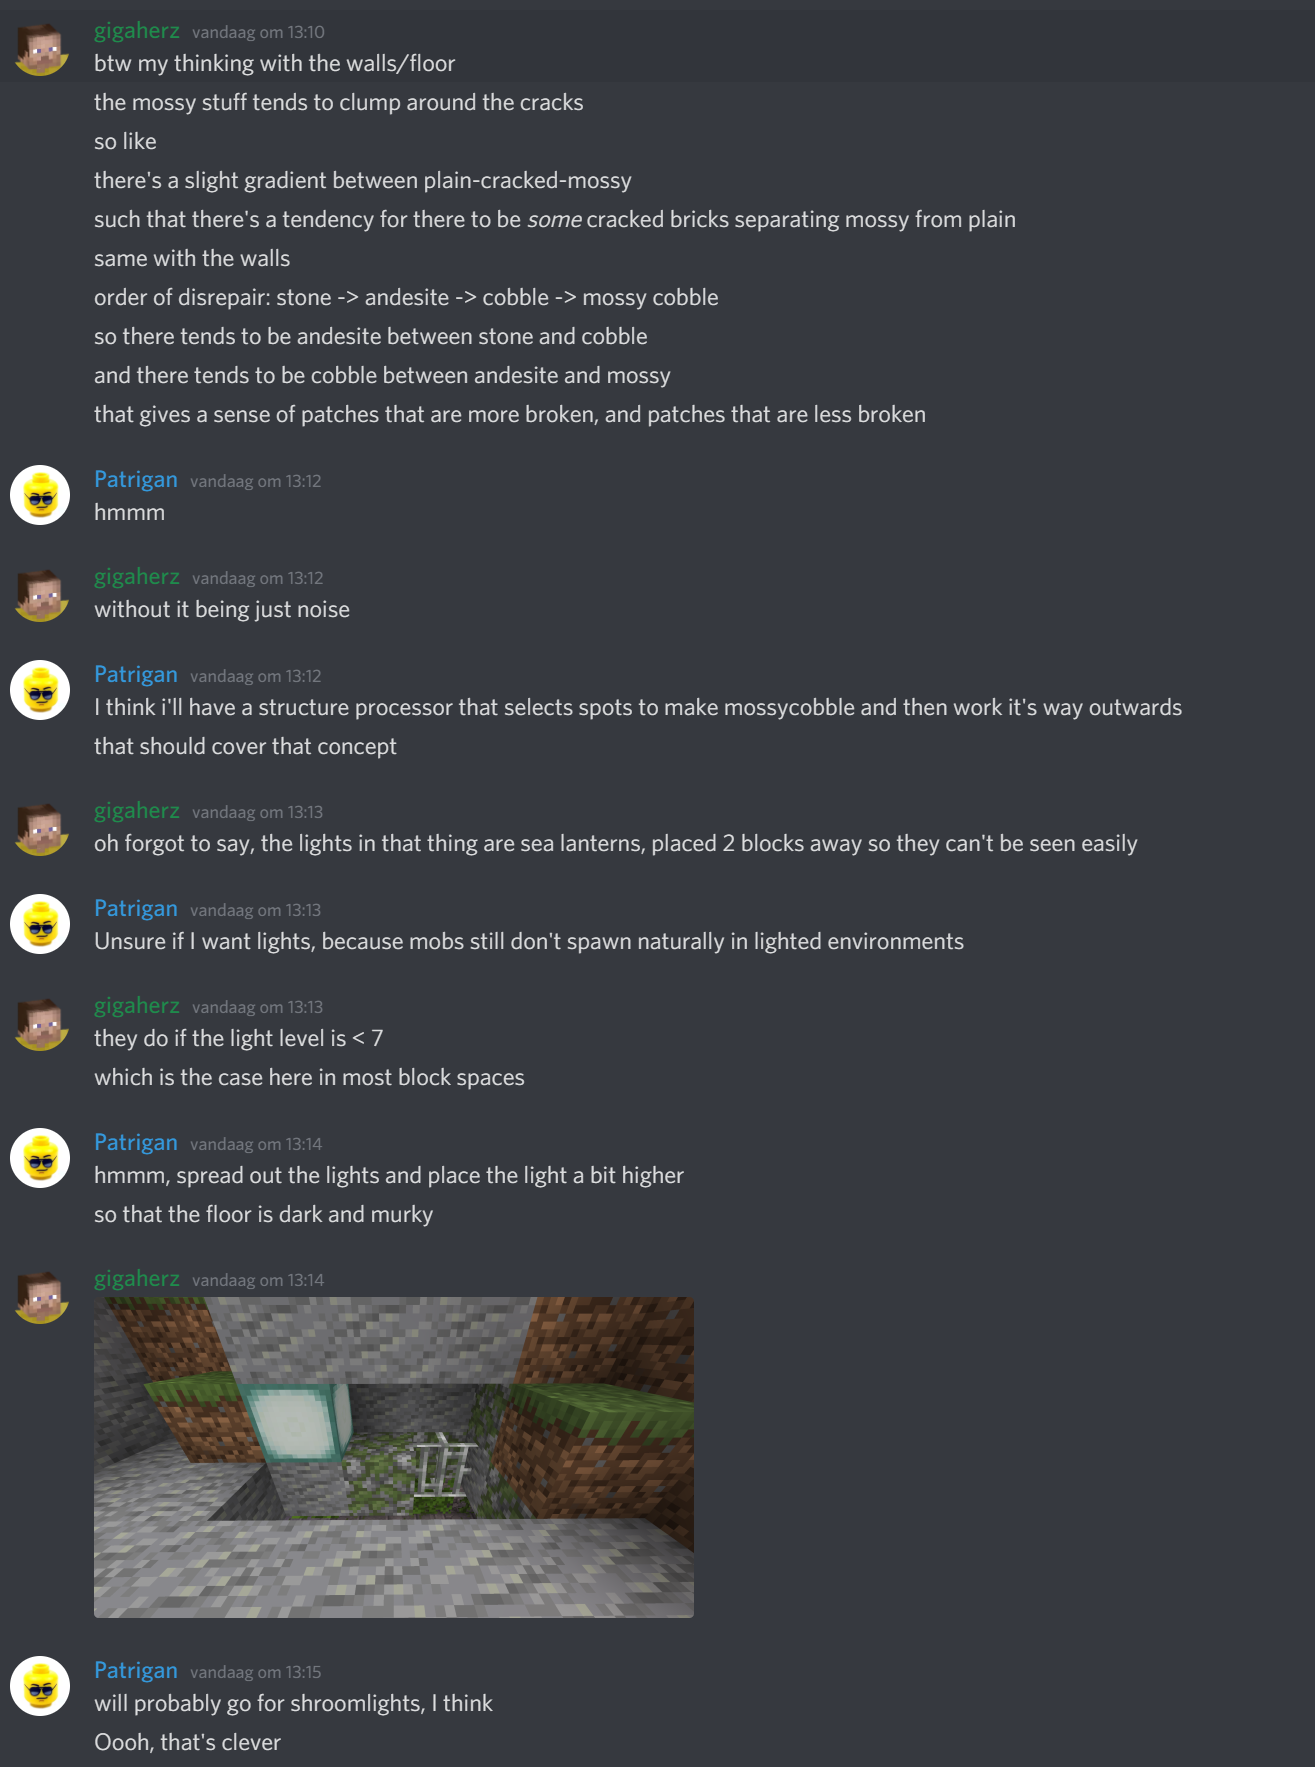 gigaherz vandaag om 13:10
btw my thinking with the walls/floor
the mossy stuff tends to clump around the cracks
so like
there's a slight gradient between plain-cracked-mossy
such that there's a tendency for there to be some cracked bricks separating mossy from plain
same with the walls
order of disrepair: stone -> andesite -> cobble -> mossy cobble
so there tends to be andesite between stone and cobble
and there tends to be cobble between andesite and mossy
that gives a sense of patches that are more broken, and patches that are less broken
Patrigan vandaag om 13:12
hmmm
gigaherz vandaag om 13:12
without it being just noise
Patrigan vandaag om 13:12
I think i'll have a structure processor that selects spots to make mossycobble and then work it's way outwards
that should cover that concept
gigaherz vandaag om 13:13
oh forgot to say, the lights in that thing are sea lanterns, placed 2 blocks away so they can't be seen easily
Patrigan vandaag om 13:13
Unsure if I want lights, because mobs still don't spawn naturally in lighted environments
gigaherz vandaag om 13:13
they do if the light level is < 7
which is the case here in most block spaces
Patrigan vandaag om 13:14
hmmm, spread out the lights and place the light a bit higher
so that the floor is dark and murky
gigaherz vandaag om 13:14
Patrigan vandaag om 13:15
will probably go for shroomlights, I think
Oooh, that's clever